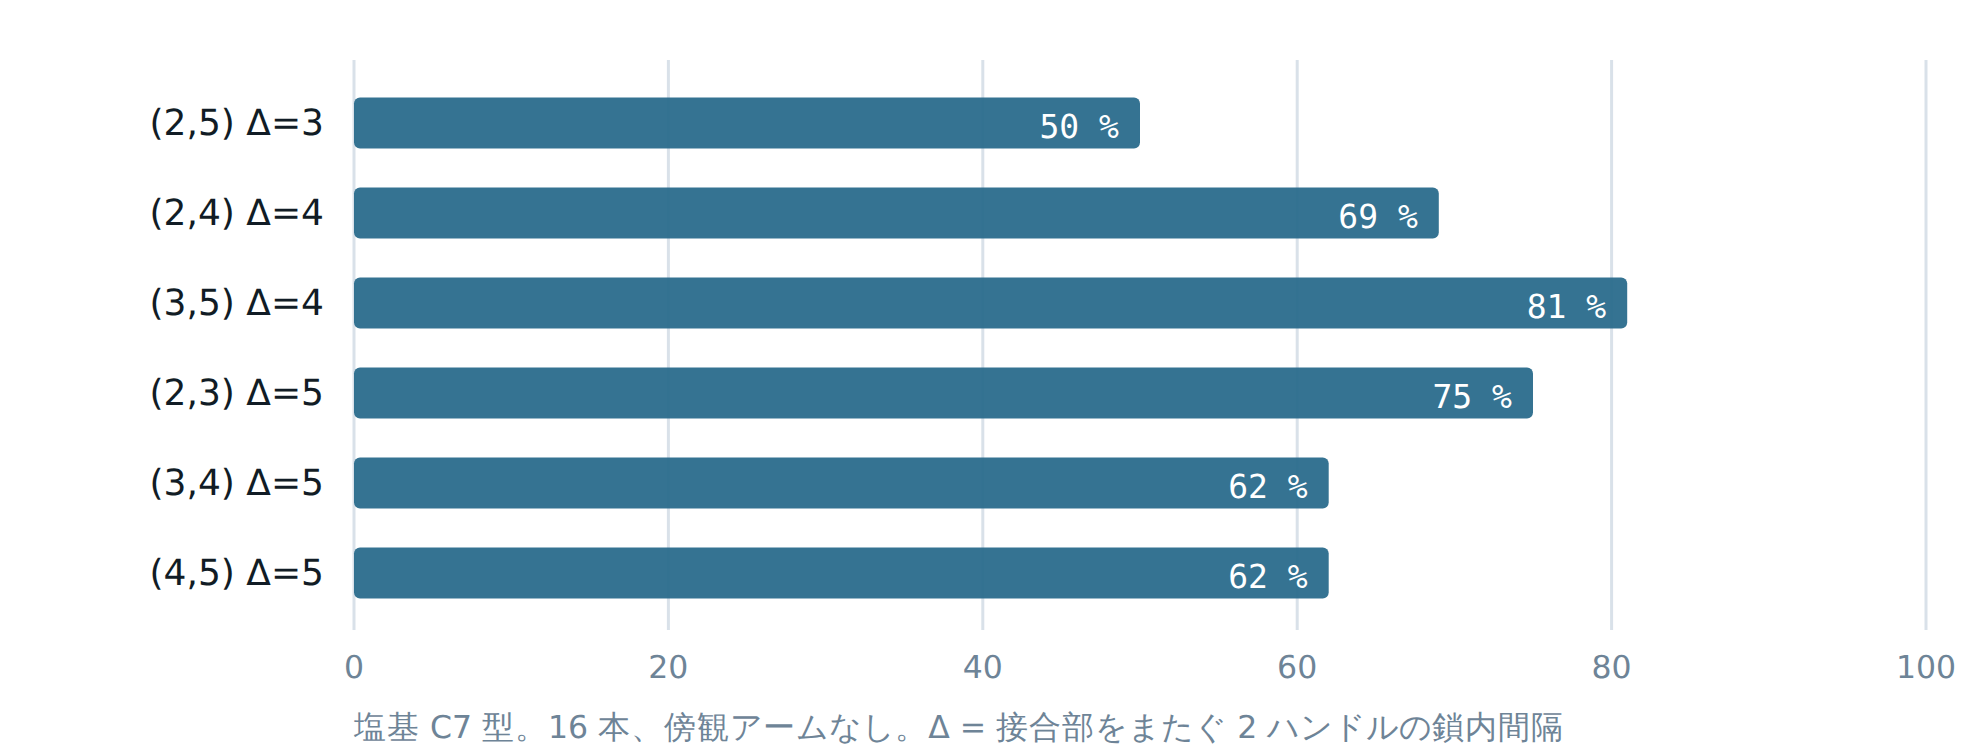 (2,5) Δ=3 50 %
(2,4) Δ=4 69 %
(3,5) Δ=4 81 %
(2,3) Δ=5 75 %
(3,4) Δ=5 62 %
(4,5) Δ=5 62 %
0 20 40 60 80 100
塩基 C7 型。16 本、傍観アームなし。Δ = 接合部をまたぐ 2 ハンドルの鎖内間隔